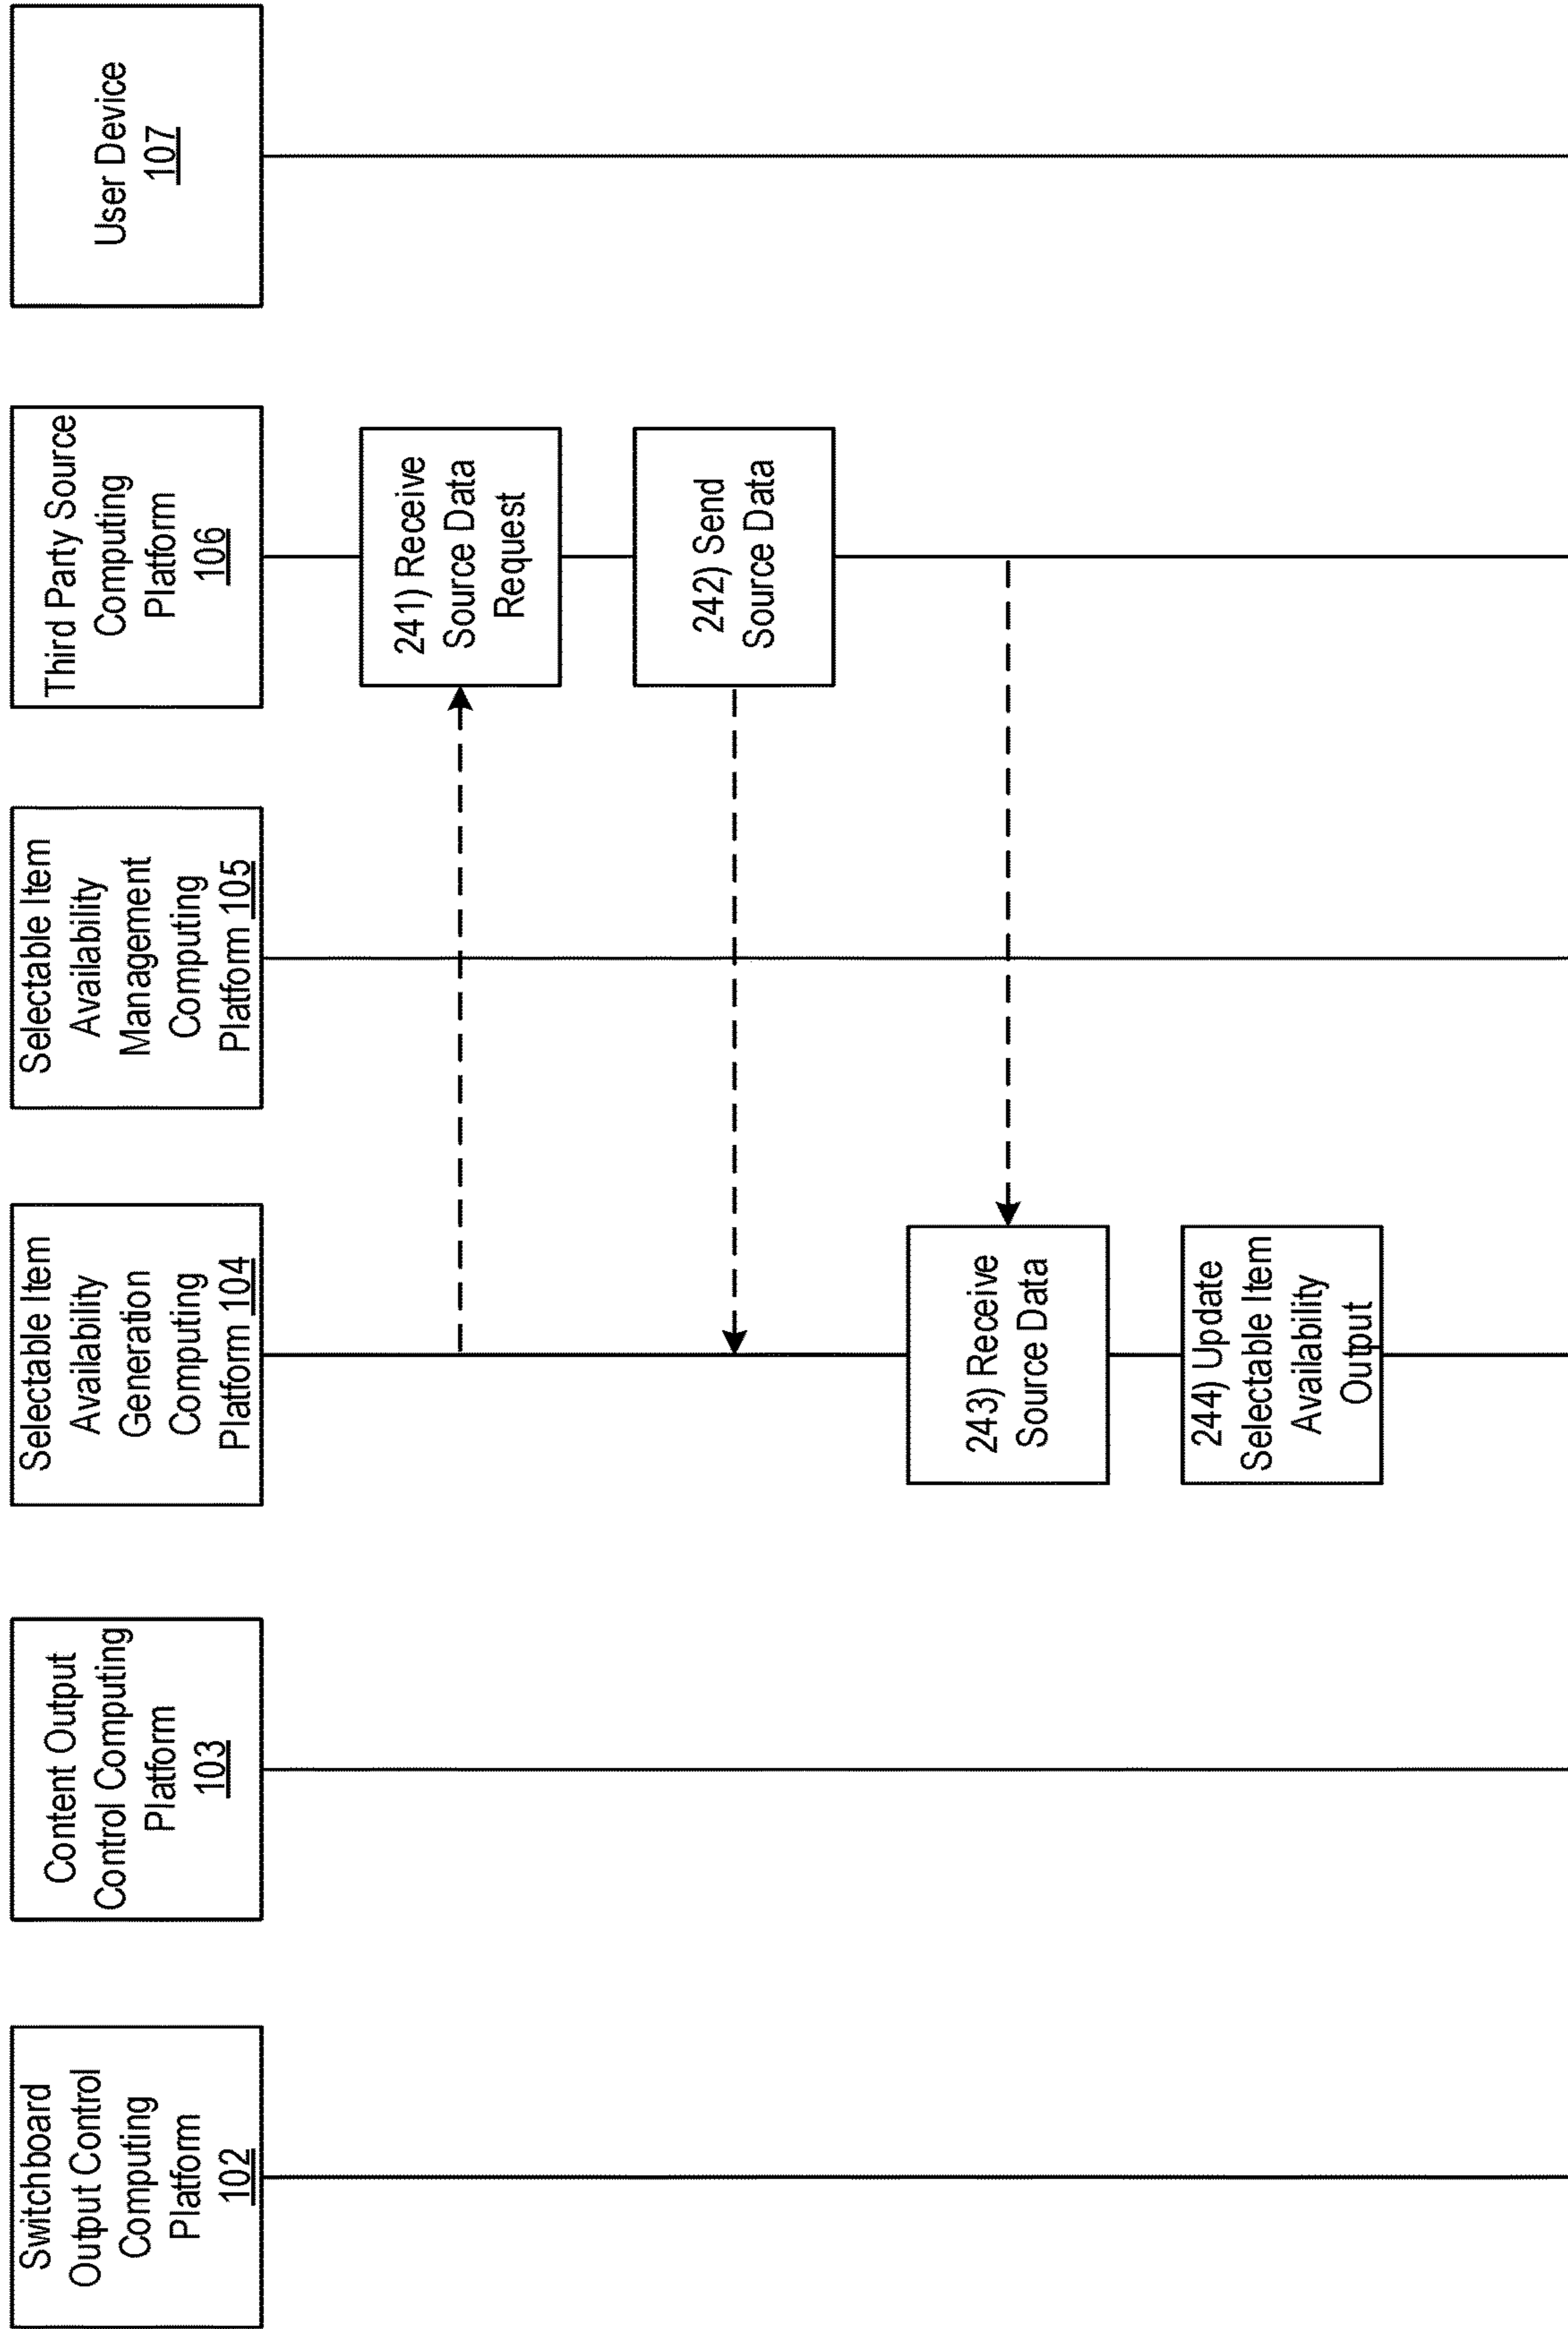 Switchboard
Output Control
Computing
Platform
102
Content Output
Control Computing
Platform
103
Selectable Item
Availability
Generation
Computing
Platform 104
Selectable Item
Availability
Management
Computing
Platform 105
Third Party Source
Computing
Platform
106
User Device
107
241) Receive
Source Data
Request
242) Send
Source Data
243) Receive
Source Data
244) Update
Selectable Item
Availability
Output